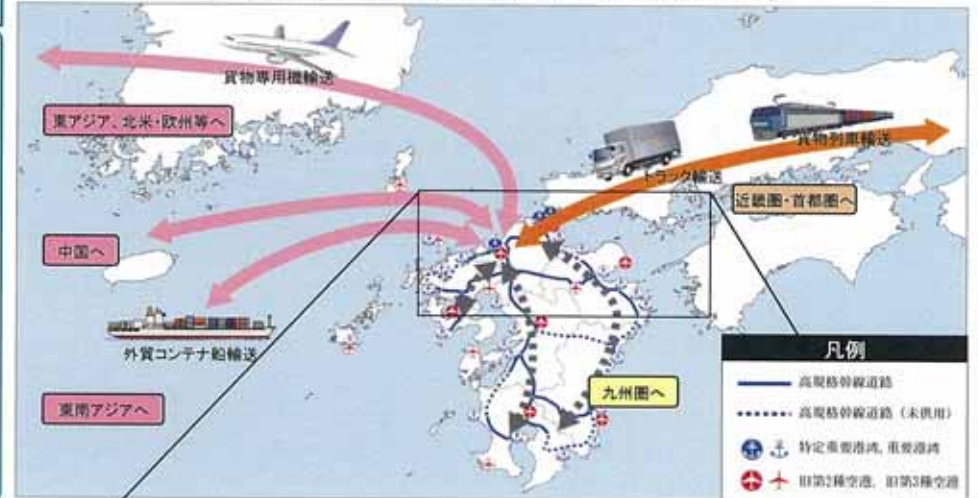 貨物専用機輸送
東アジア、北米・欧州等へ
貨物列車輸送
トラック輸送
近畿圏・首都圏へ
中国へ
外貿コンテナ船輸送
東南アジアへ
九州圏へ
凡例
高規格幹線道路
高規格幹線道路(未供用)
特定重要港湾, 重要港湾
旧第2種空港, 旧第3種空港